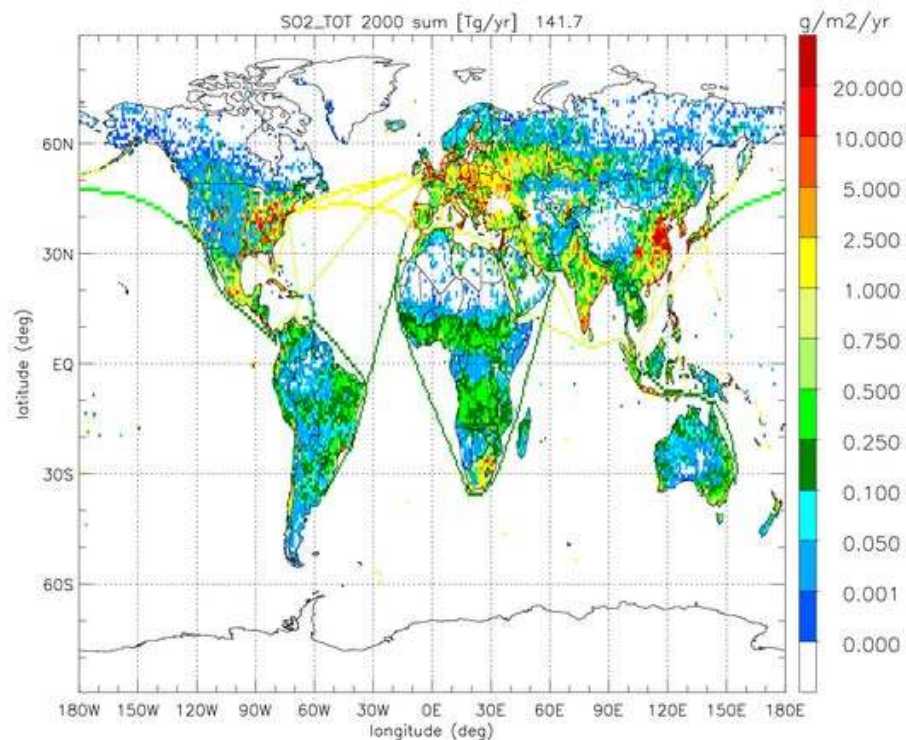 SO2_TOT 2000 sum [Tg/yr] 141.7
g/m2/yr
20.000
10.000
5.000
2.500
1.000
0.750
0.500
0.250
0.100
0.050
0.001
0.000
60N
30N
EQ
30S
60S
latitude (deg)
180W 150W 120W 90W 60W 30W 0E 30E 60E 90E 120E 150E 180E
longitude (deg)